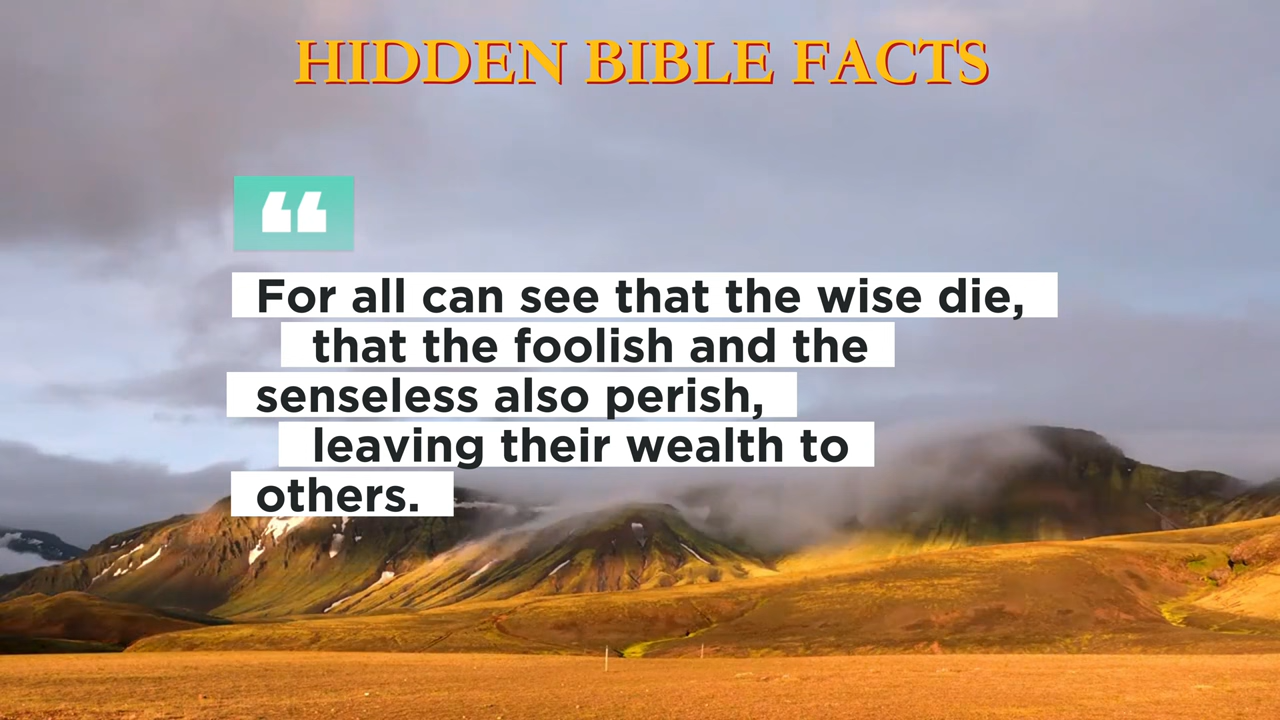 HIDDEN BIBLE FACTS
“
For all can see that the wise die,
that the foolish and the
senseless also perish,
leaving their wealth to
others.